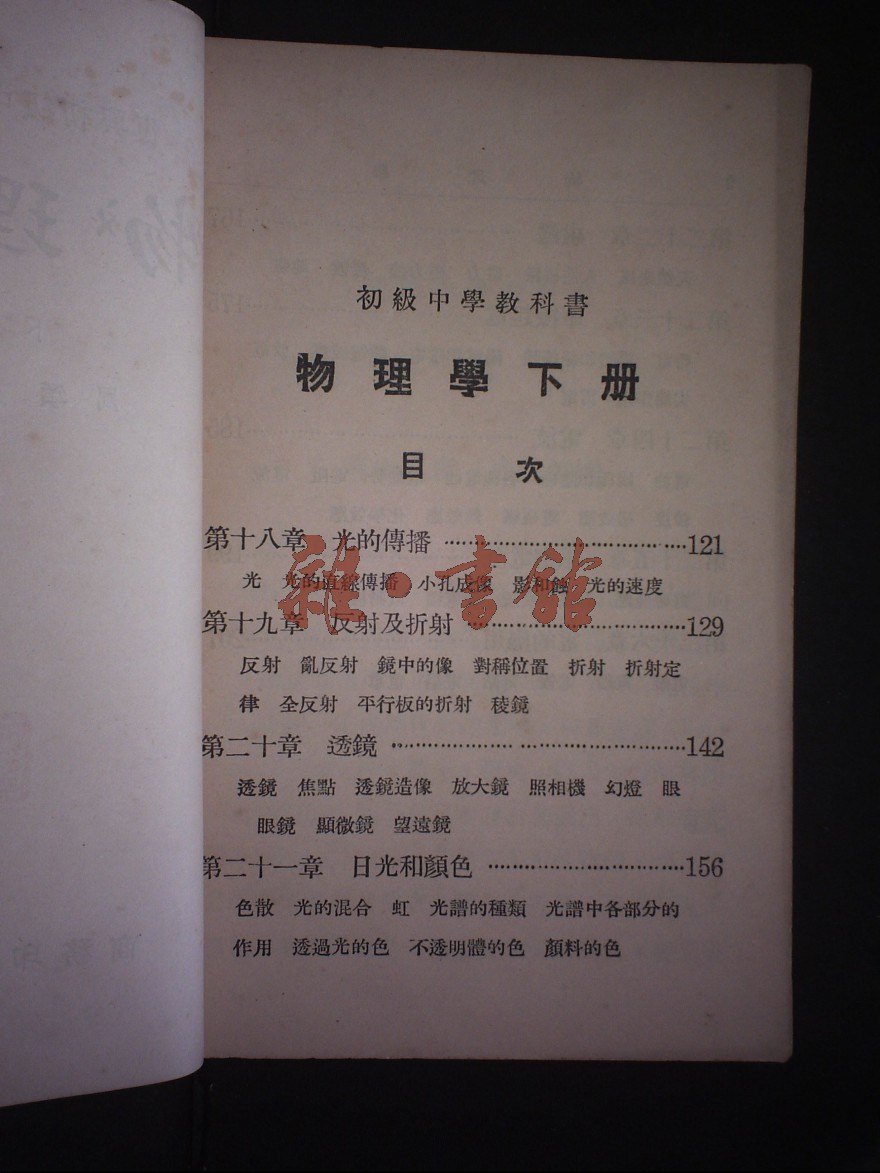 初級中學教科書
物理學下册
目次
第十八章　光的傳播 ········121
光　光的直線傳播　小孔成像　影和蝕　光的速度
第十九章　反射及折射 ········129
反射　亂反射　鏡中的像　對稱位置　折射　折射定
律　全反射　平行板的折射　稜鏡
第二十章　透鏡 ········142
透鏡　焦點　透鏡造像　放大鏡　照相機　幻燈　眼
眼鏡　顯微鏡　望遠鏡
第二十一章　日光和顏色 ········156
色散　光的混合　虹　光譜的種類　光譜中各部分的
作用　透過光的色　不透明體的色　顏料的色
雜·書館